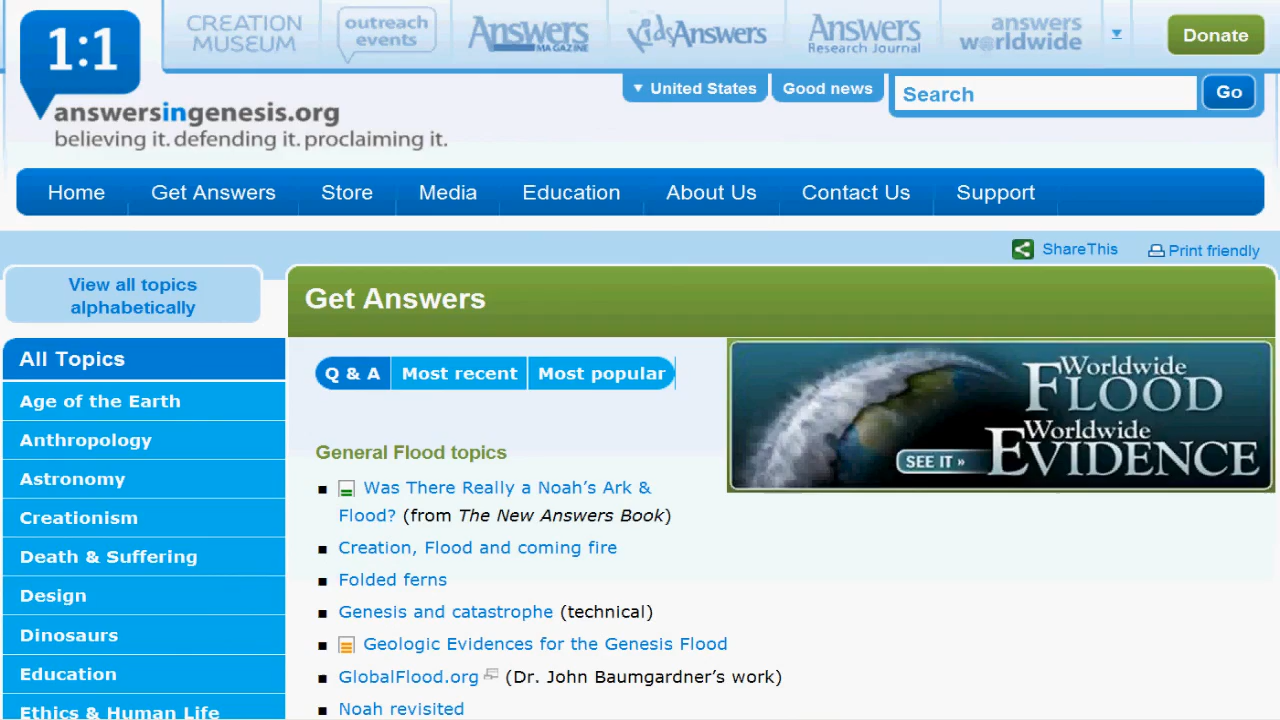 CREATION MUSEUM
outreach events
Answers MAGAZINE
KidsAnswers
Answers Research Journal
answers worldwide
Donate
1:1
answersingenesis.org
believing it. defending it. proclaiming it.
▼ United States
Good news
Search
Go
Home
Get Answers
Store
Media
Education
About Us
Contact Us
Support
ShareThis
Print friendly
View all topics
alphabetically
Get Answers
All Topics
Age of the Earth
Anthropology
Astronomy
Creationism
Death & Suffering
Design
Dinosaurs
Education
Ethics & Human Life
Q & A
Most recent
Most popular
Worldwide
FLOOD
Worldwide
EVIDENCE
SEE IT »
General Flood topics
Was There Really a Noah's Ark &
Flood? (from The New Answers Book)
Creation, Flood and coming fire
Folded ferns
Genesis and catastrophe (technical)
Geologic Evidences for the Genesis Flood
GlobalFlood.org (Dr. John Baumgardner's work)
Noah revisited